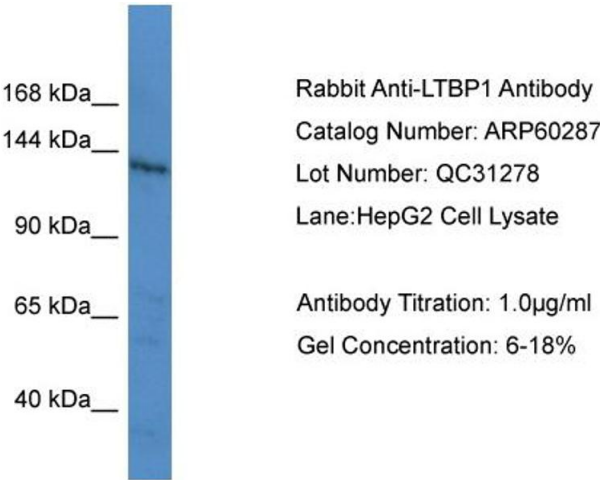 168 kDa
144 kDa
90 kDa
65 kDa
40 kDa
Rabbit Anti-LTBP1 Antibody
Catalog Number: ARP60287
Lot Number: QC31278
Lane:HepG2 Cell Lysate
Antibody Titration: 1.0µg/ml
Gel Concentration: 6-18%